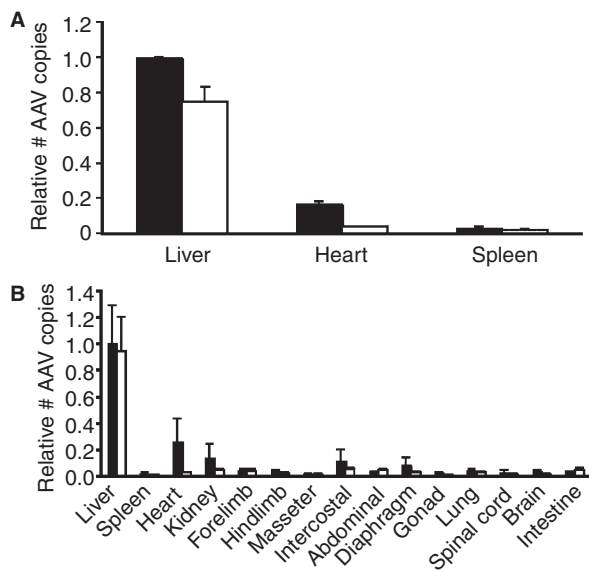 A
Relative # AAV copies
1.2
1.0
0.8
0.6
0.4
0.2
0
Liver Heart Spleen
B
Relative # AAV copies
1.4
1.2
1.0
0.8
0.6
0.4
0.2
0.0
Liver
Spleen
Heart
Kidney
Forelimb
Hindlimb
Masseter
Intercostal
Abdominal
Diaphragm
Gonad
Lung
Spinal cord
Brain
Intestine